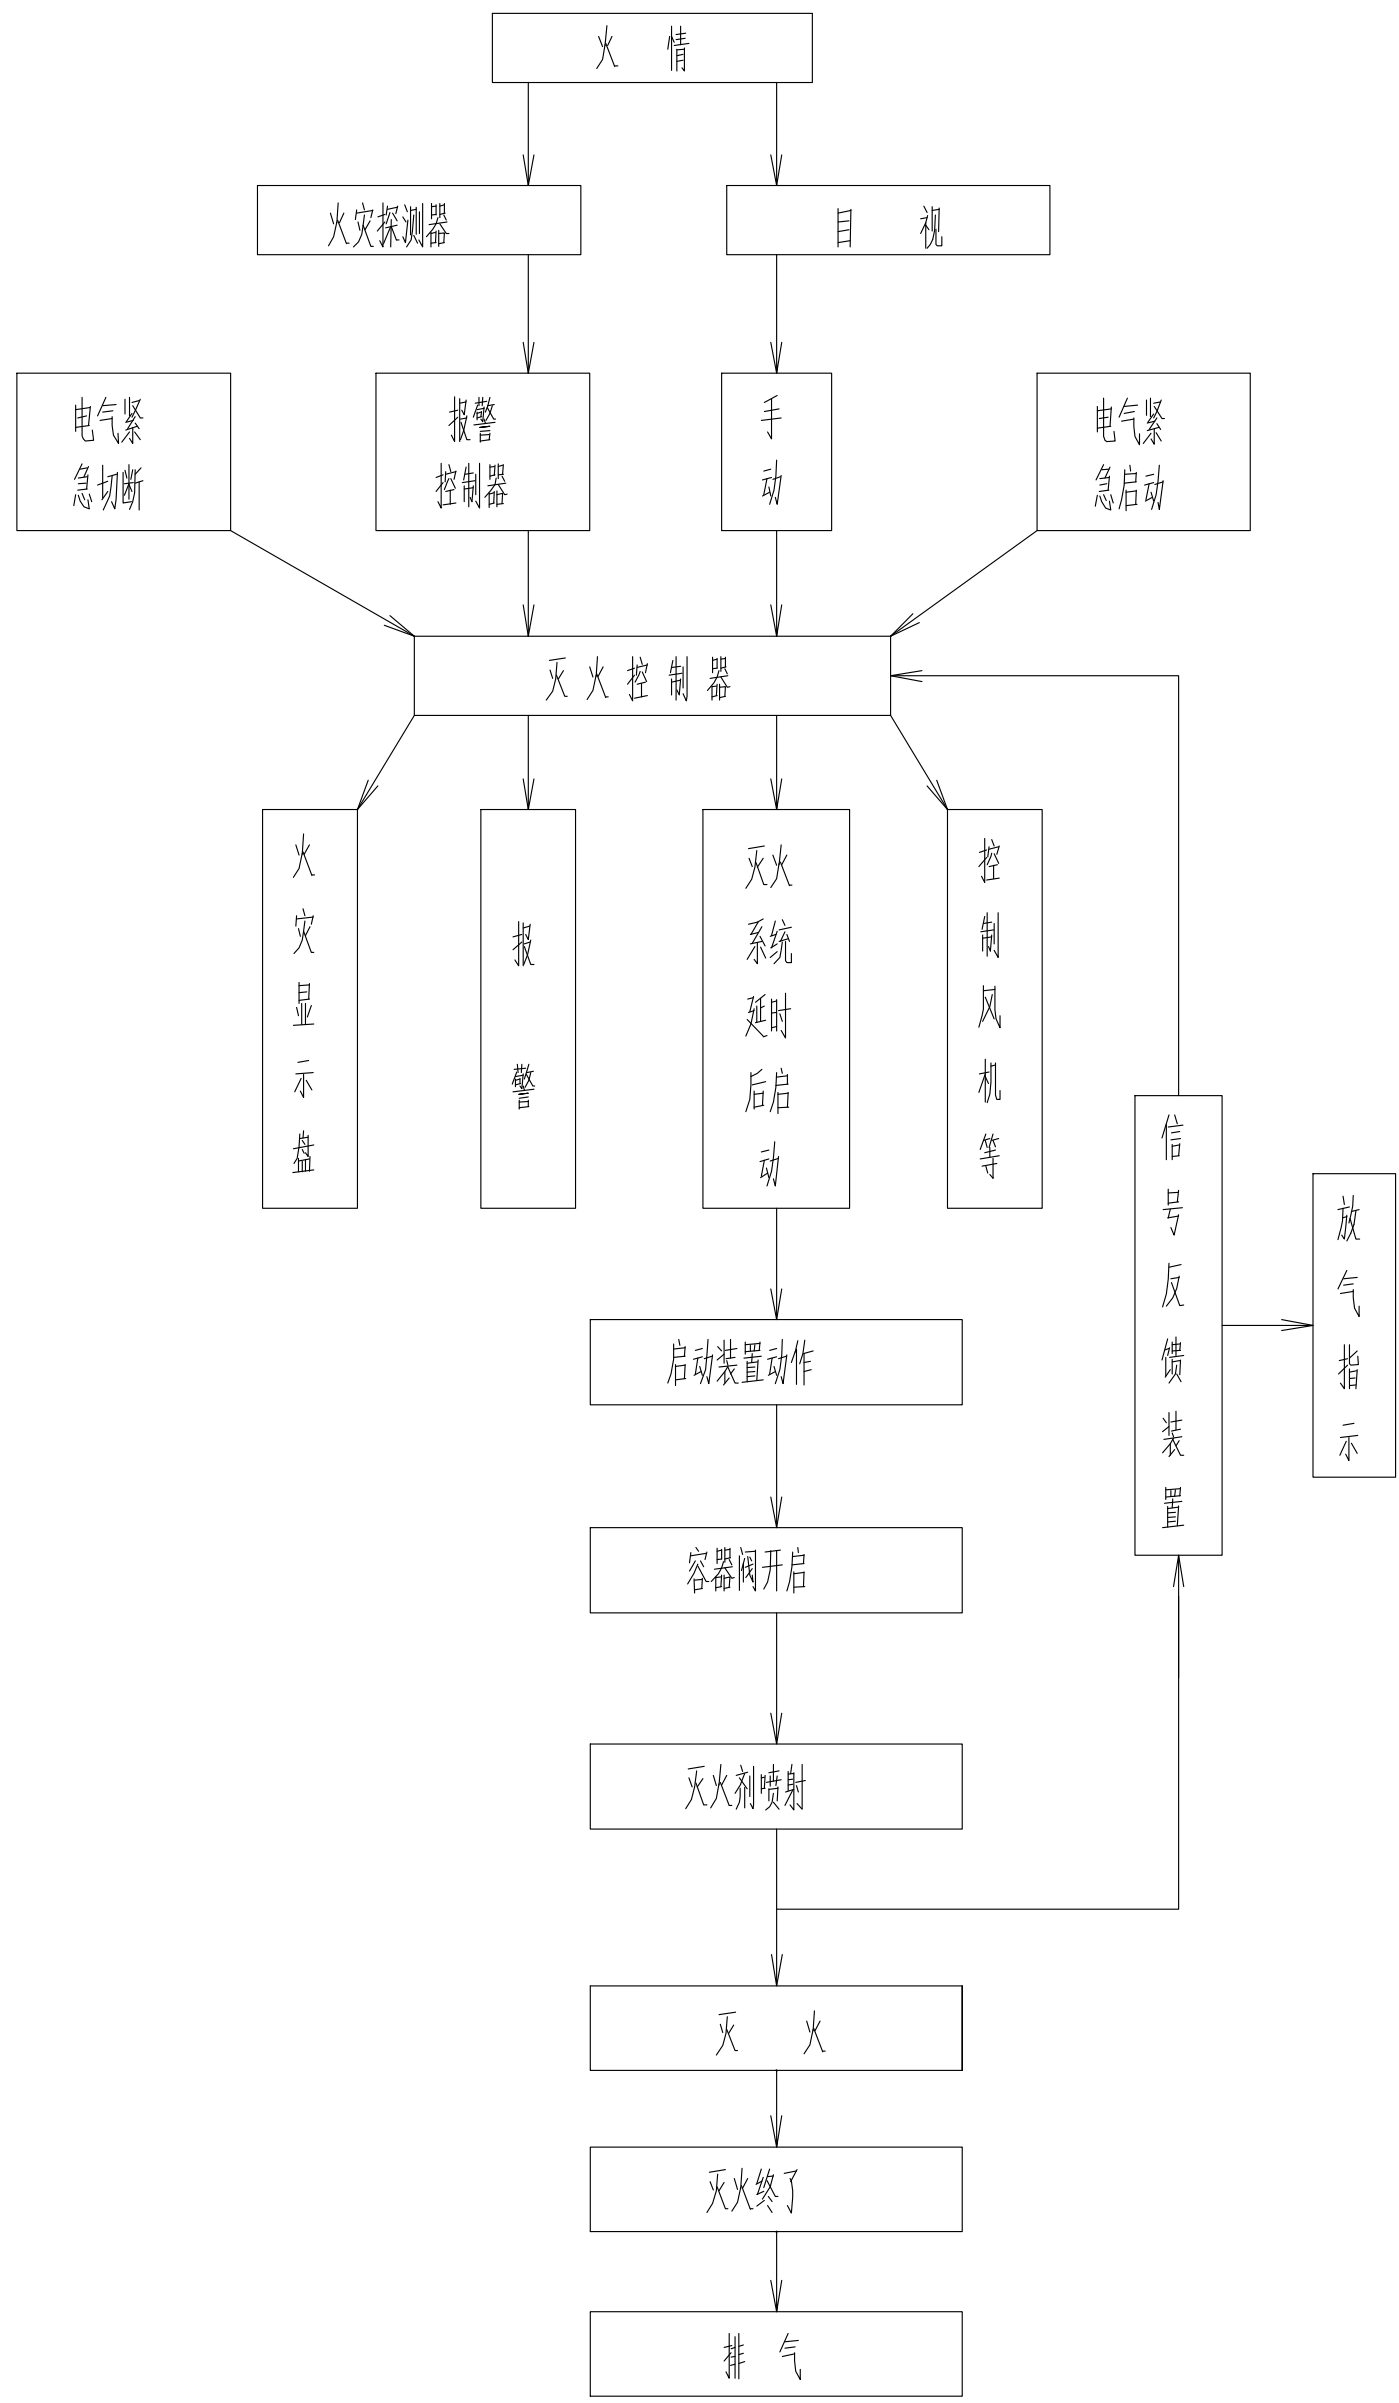 火 情
火灾探测器
目 视
电气紧
急切断
报警
控制器
手
动
电气紧
急启动
灭火控制器
火
灾
显
示
盘
报
警
灭火
系统
延时
后启
动
控
制
风
机
等
信
号
反
馈
装
置
放
气
指
示
启动装置动作
容器阀开启
灭火剂喷射
灭 火
灭火终了
排 气